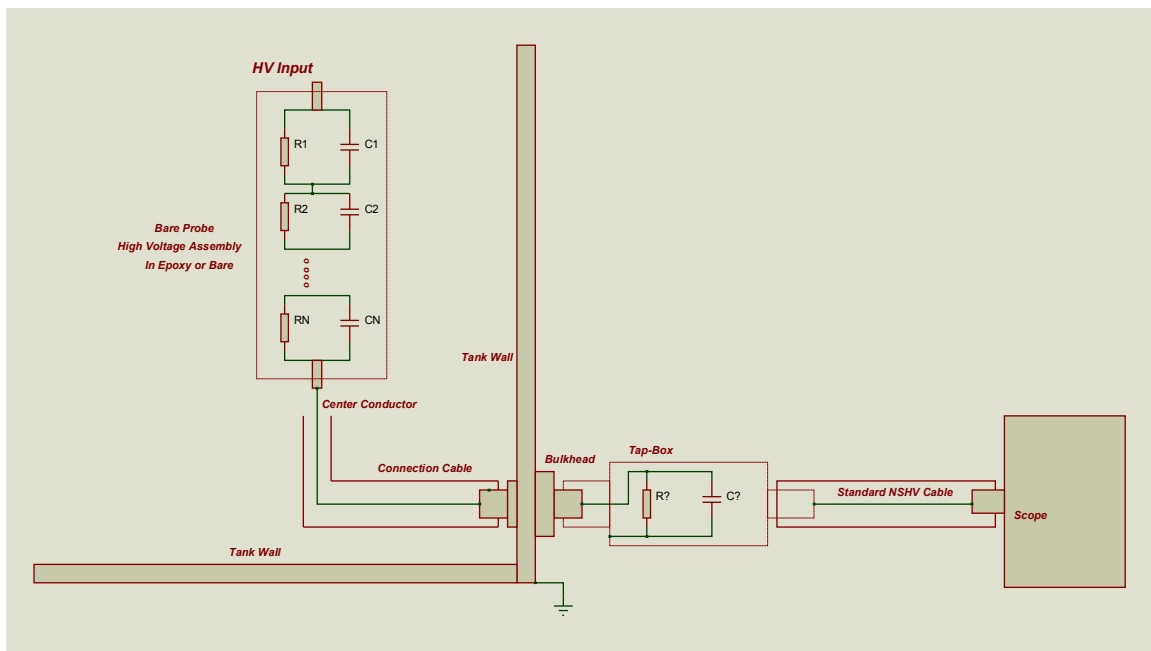 HV Input
R1
C1
R2
C2
Bare Probe
High Voltage Assembly
In Epoxy or Bare
RN
CN
Tank Wall
Center Conductor
Connection Cable
Bulkhead
Tap-Box
R?
C?
Standard NSHV Cable
Scope
Tank Wall